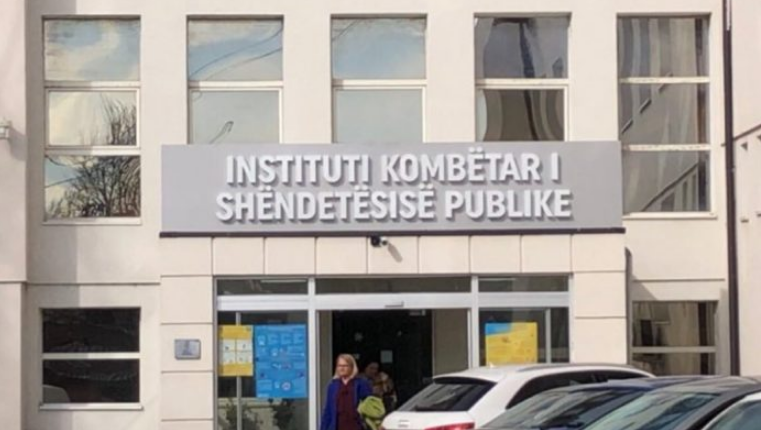 INSTITUTI KOMBËTAR I
SHËNDETËSISË PUBLIKE